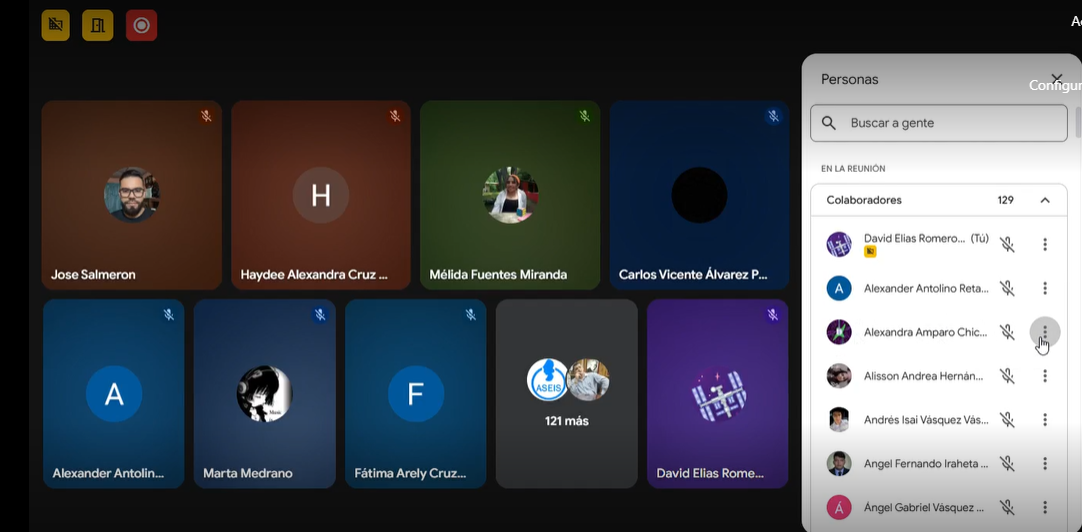 Ac
Configur
Personas
Buscar a gente
EN LA REUNIÓN
Colaboradores 129
David Elias Romero... (Tú)
Alexander Antolino Reta...
Alexandra Amparo Chic...
Alisson Andrea Hernán...
Andrés Isai Vásquez Vás...
Angel Fernando Iraheta ...
Ángel Gabriel Vásquez ...
A
Á
H
Jose Salmeron
Haydee Alexandra Cruz ...
Mélida Fuentes Miranda
Carlos Vicente Álvarez P...
A
F
ASEIS
121 más
Alexander Antolin...
Marta Medrano
Fátima Arely Cruz...
David Elias Rome...